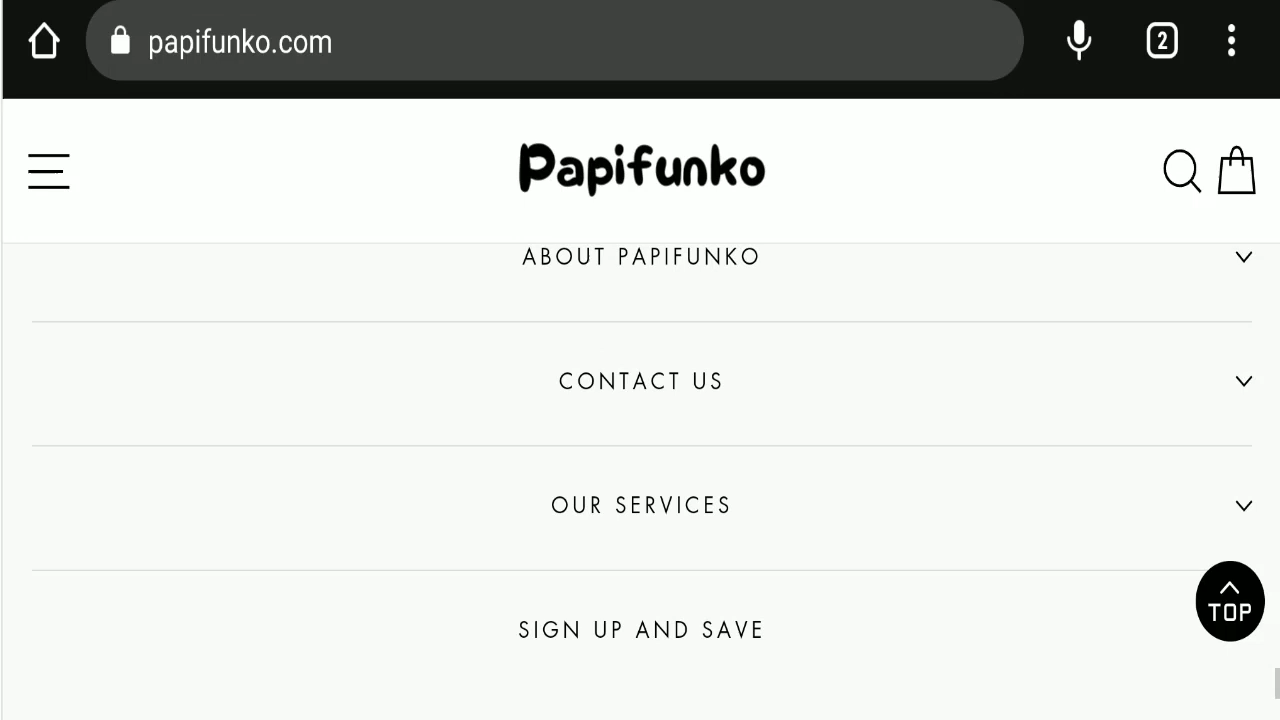 papifunko.com
2
Papifunko
ABOUT PAPIFUNKO
CONTACT US
OUR SERVICES
TOP
SIGN UP AND SAVE